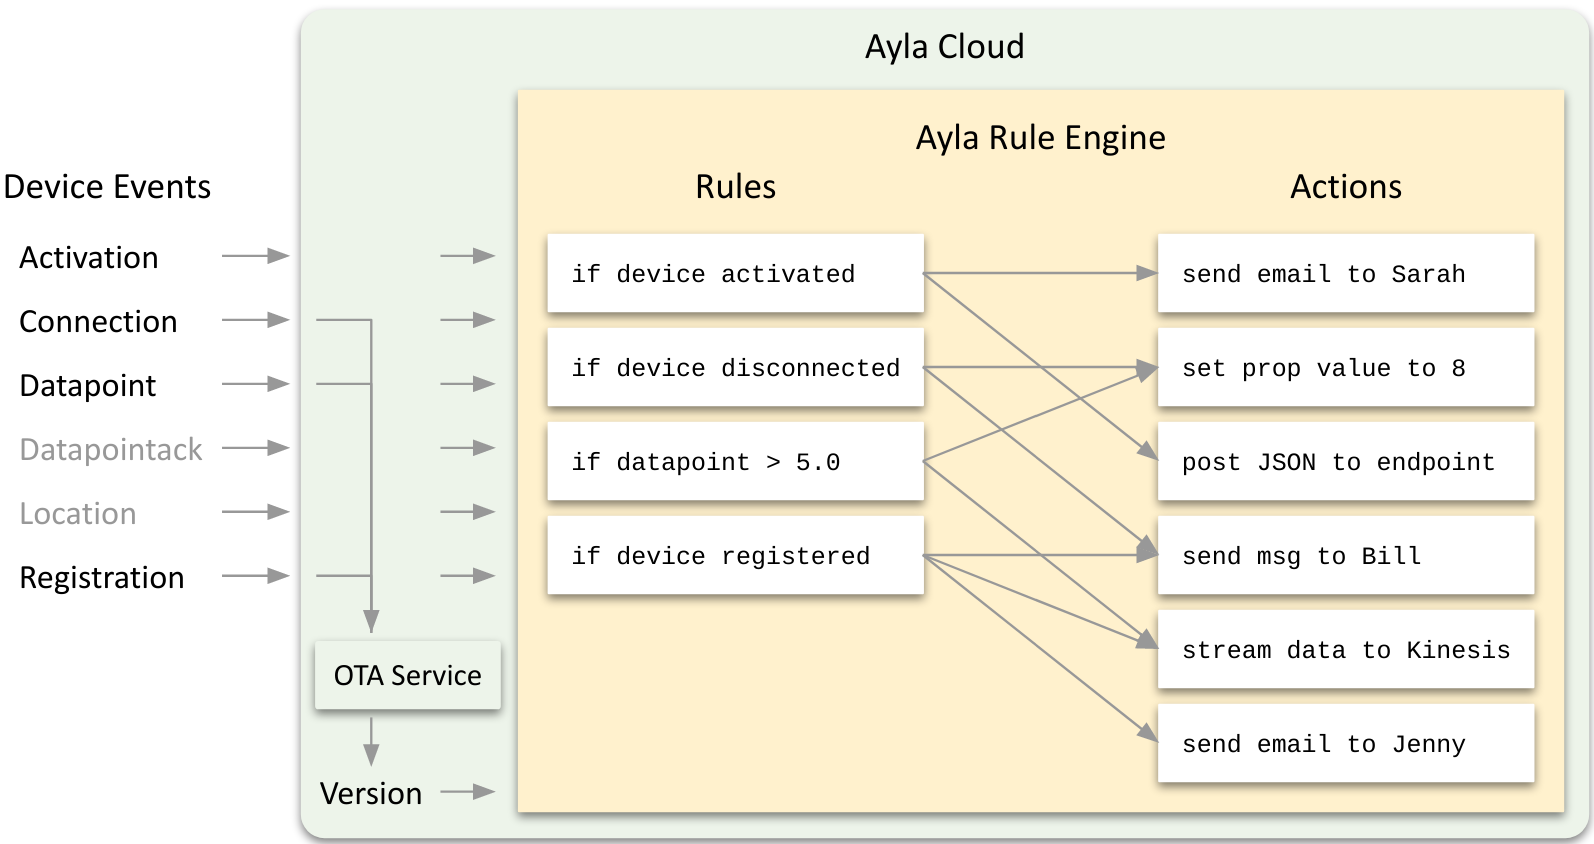 Ayla Cloud
Ayla Rule Engine
Device Events
Rules
Actions
Activation
Connection
Datapoint
Datapointack
Location
Registration
if device activated
if device disconnected
if datapoint > 5.0
if device registered
send email to Sarah
set prop value to 8
post JSON to endpoint
send msg to Bill
stream data to Kinesis
send email to Jenny
OTA Service
Version